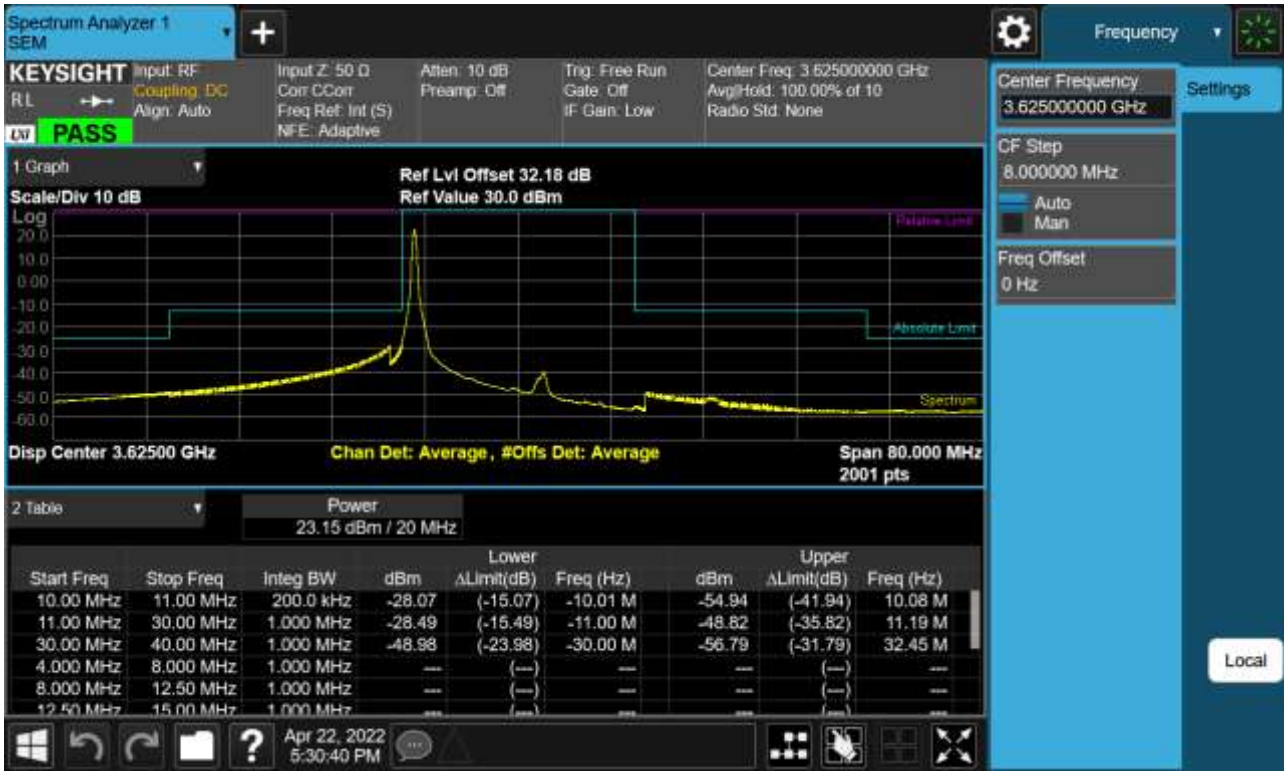 Spectrum Analyzer 1
SEM
+
Frequency
KEYSIGHT
RL
PASS
Input: RF
Coupling: DC
Align: Auto
Input Z: 50 Ω
Corr CCorr
Freq Ref: Int (S)
NFE: Adaptive
Atten: 10 dB
Preamp: Off
Trig: Free Run
Gate: Off
IF Gain: Low
Center Freq: 3.625000000 GHz
Avg|Hold: 100.00% of 10
Radio Std: None
Center Frequency
3.625000000 GHz
Settings
CF Step
8.000000 MHz
Auto
Man
Freq Offset
0 Hz
1 Graph
Scale/Div 10 dB
Ref Lvl Offset 32.18 dB
Ref Value 30.0 dBm
Log
20.0
10.0
0.00
-10.0
-20.0
-30.0
-40.0
-50.0
-60.0
Relative Limit
Absolute Limit
Spectrum
Disp Center 3.62500 GHz
Chan Det: Average, #Offs Det: Average
Span 80.000 MHz
2001 pts
2 Table
Power
23.15 dBm / 20 MHz
Lower Upper
Start Freq Stop Freq Integ BW dBm ΔLimit(dB) Freq (Hz) dBm ΔLimit(dB) Freq (Hz)
10.00 MHz 11.00 MHz 200.0 kHz -28.07 (-15.07) -10.01 M -54.94 (-41.94) 10.08 M
11.00 MHz 30.00 MHz 1.000 MHz -28.49 (-15.49) -11.00 M -48.82 (-35.82) 11.19 M
30.00 MHz 40.00 MHz 1.000 MHz -48.98 (-23.98) -30.00 M -56.79 (-31.79) 32.45 M
4.000 MHz 8.000 MHz 1.000 MHz --- (---) --- --- (---) ---
8.000 MHz 12.50 MHz 1.000 MHz --- (---) --- --- (---) ---
12.50 MHz 15.00 MHz 1.000 MHz --- (---) --- --- (---) ---
Local
?
Apr 22, 2022
5:30:40 PM